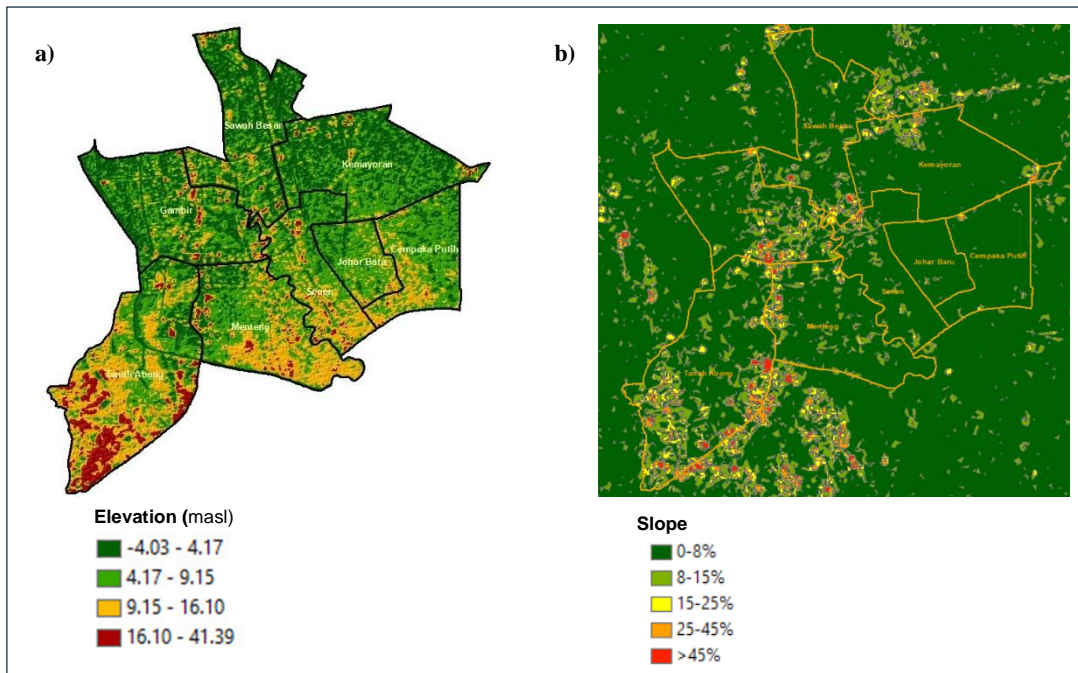 a)
Sawah Besar
Kemayoran
Gambir
Cempaka Putih
Johar Baru
Senen
Menteng
Tanah Abang
Elevation (masl)
-4.03 - 4.17
4.17 - 9.15
9.15 - 16.10
16.10 - 41.39
b)
Sawah Besar
Kemayoran
Gambir
Cempaka Putih
Johar Baru
Senen
Menteng
Tanah Abang
Slope
0-8%
8-15%
15-25%
25-45%
>45%